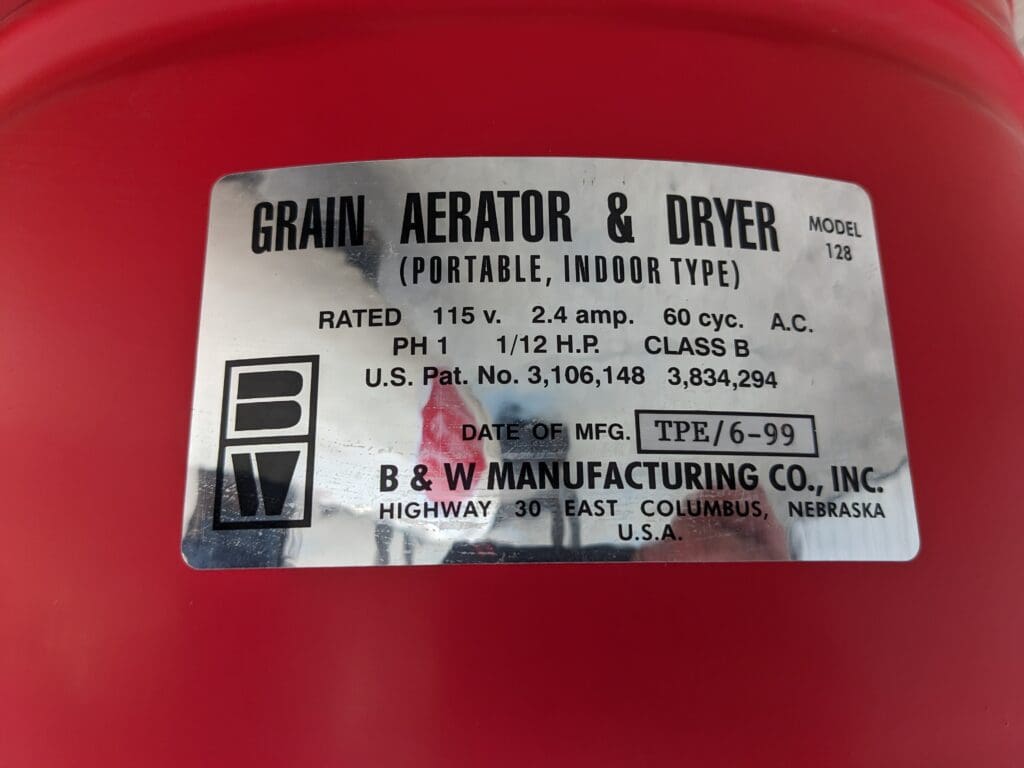 GRAIN AERATOR & DRYER
MODEL
128
(PORTABLE, INDOOR TYPE)
RATED 115 v. 2.4 amp. 60 cyc. A.C.
PH 1 1/12 H.P. CLASS B
U.S. Pat. No. 3,106,148 3,834,294
DATE OF MFG. TPE/6-99
B
W
B & W MANUFACTURING CO., INC.
HIGHWAY 30 EAST COLUMBUS, NEBRASKA
U.S.A.